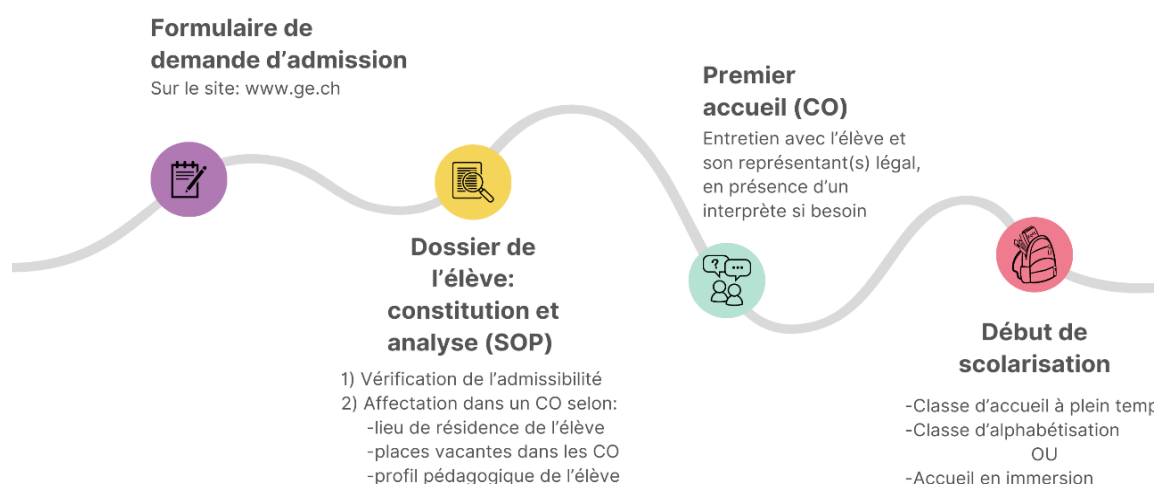 Formulaire de
demande d'admission
Sur le site: www.ge.ch
Dossier de
l'élève:
constitution et
analyse (SOP)
1) Vérification de l'admissibilité
2) Affectation dans un CO selon:
-lieu de résidence de l'élève
-places vacantes dans les CO
-profil pédagogique de l'élève
Premier
accueil (CO)
Entretien avec l'élève et
son représentant(s) légal,
en présence d'un
interprète si besoin
Début de
scolarisation
-Classe d'accueil à plein temp
-Classe d'alphabétisation
OU
-Accueil en immersion